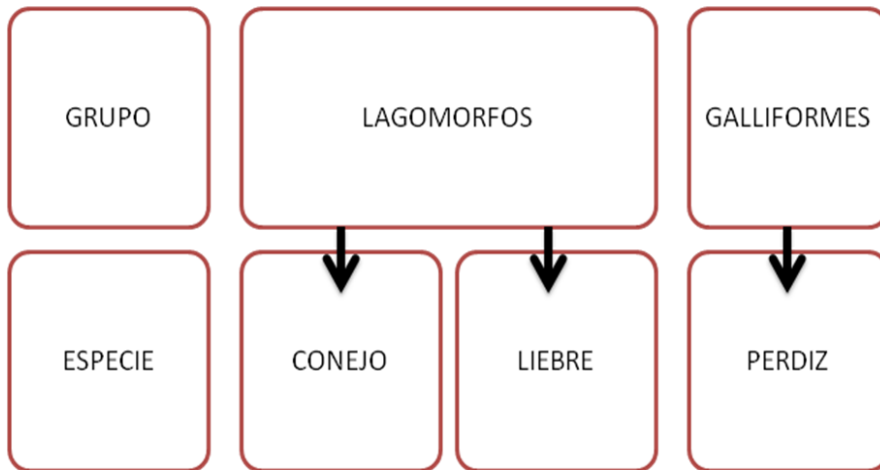 GRUPO
LAGOMORFOS
GALLIFORMES
ESPECIE
CONEJO
LIEBRE
PERDIZ